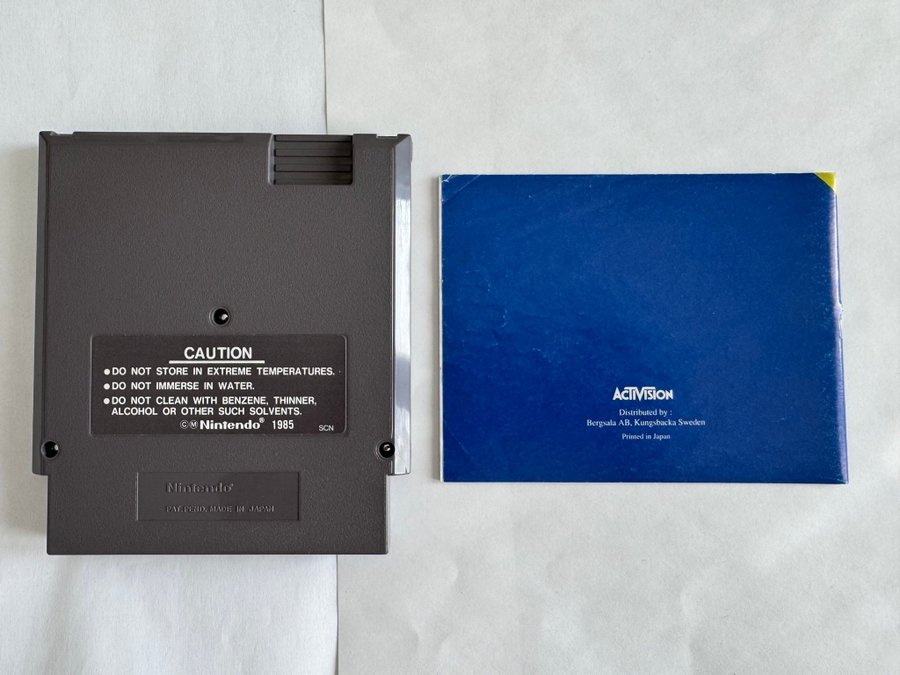 CAUTION
●DO NOT STORE IN EXTREME TEMPERATURES.
●DO NOT IMMERSE IN WATER.
●DO NOT CLEAN WITH BENZENE, THINNER,
ALCOHOL OR OTHER SUCH SOLVENTS.
©Ⓜ Nintendo® 1985 SCN
Nintendo®
PAT. PEND. MADE IN JAPAN
ACTIVISION
Distributed by :
Bergsala AB, Kungsbacka Sweden
Printed in Japan